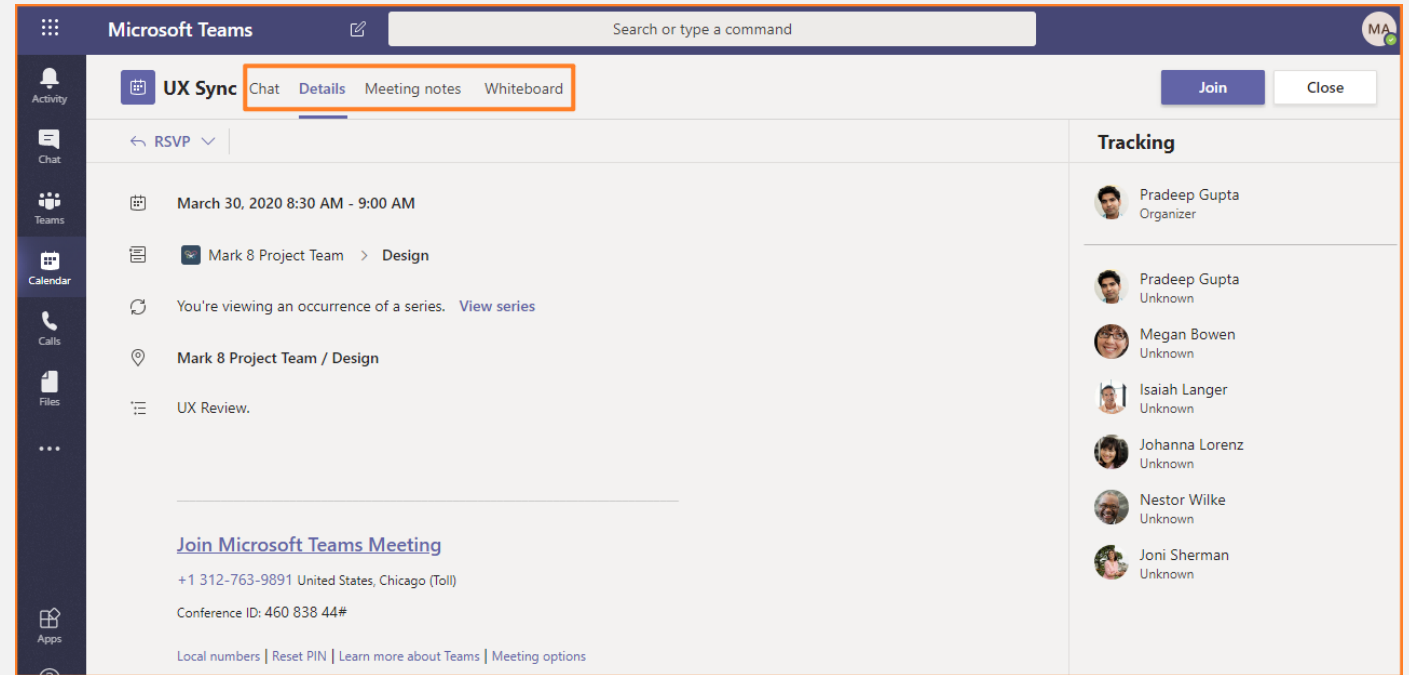 Microsoft Teams
Search or type a command
MA
Activity
Chat
Teams
Calendar
Calls
Files
Apps
UX Sync Chat Details Meeting notes Whiteboard
Join Close
RSVP
March 30, 2020 8:30 AM - 9:00 AM
Mark 8 Project Team > Design
You're viewing an occurrence of a series. View series
Mark 8 Project Team / Design
UX Review.
Join Microsoft Teams Meeting
+1 312-763-9891 United States, Chicago (Toll)
Conference ID: 460 838 44#
Local numbers | Reset PIN | Learn more about Teams | Meeting options
Tracking
Pradeep Gupta
Organizer
Pradeep Gupta
Unknown
Megan Bowen
Unknown
Isaiah Langer
Unknown
Johanna Lorenz
Unknown
Nestor Wilke
Unknown
Joni Sherman
Unknown